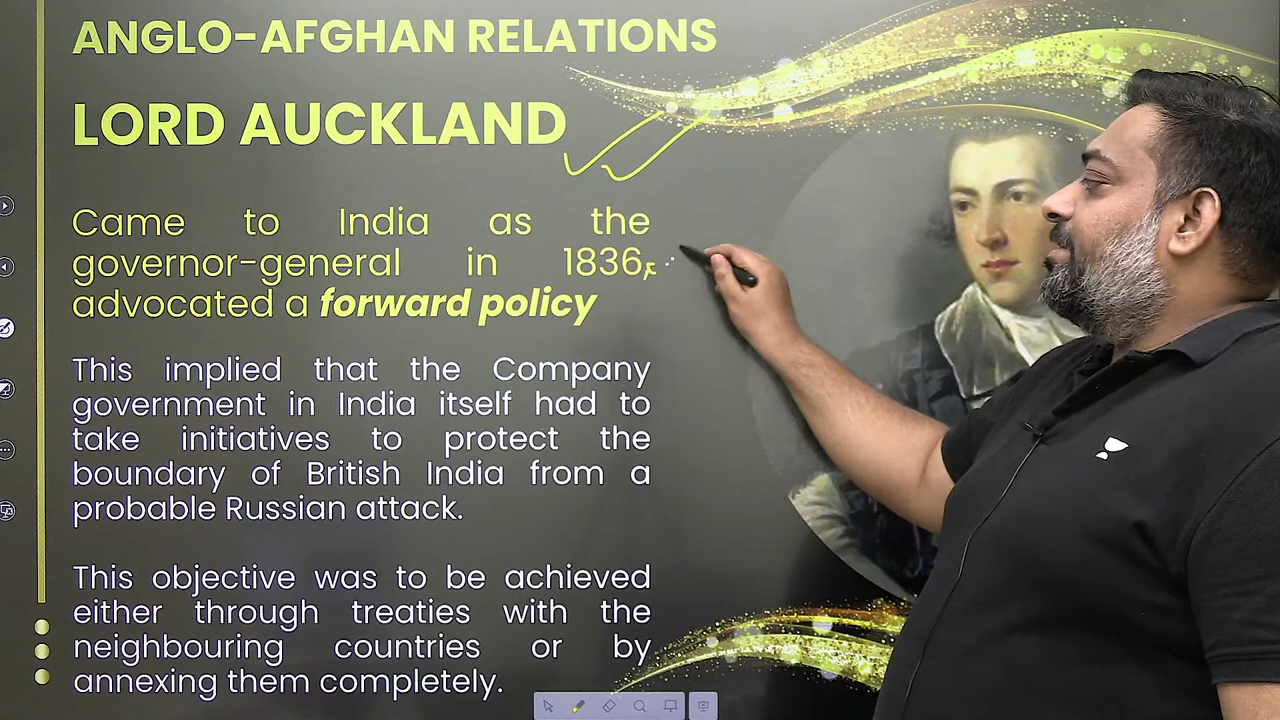 ANGLO-AFGHAN RELATIONS
LORD AUCKLAND
Came to India as the
governor-general in 1836,
advocated a forward policy
This implied that the Company
government in India itself had to
take initiatives to protect the
boundary of British India from a
probable Russian attack.
This objective was to be achieved
either through treaties with the
neighbouring countries or by
annexing them completely.